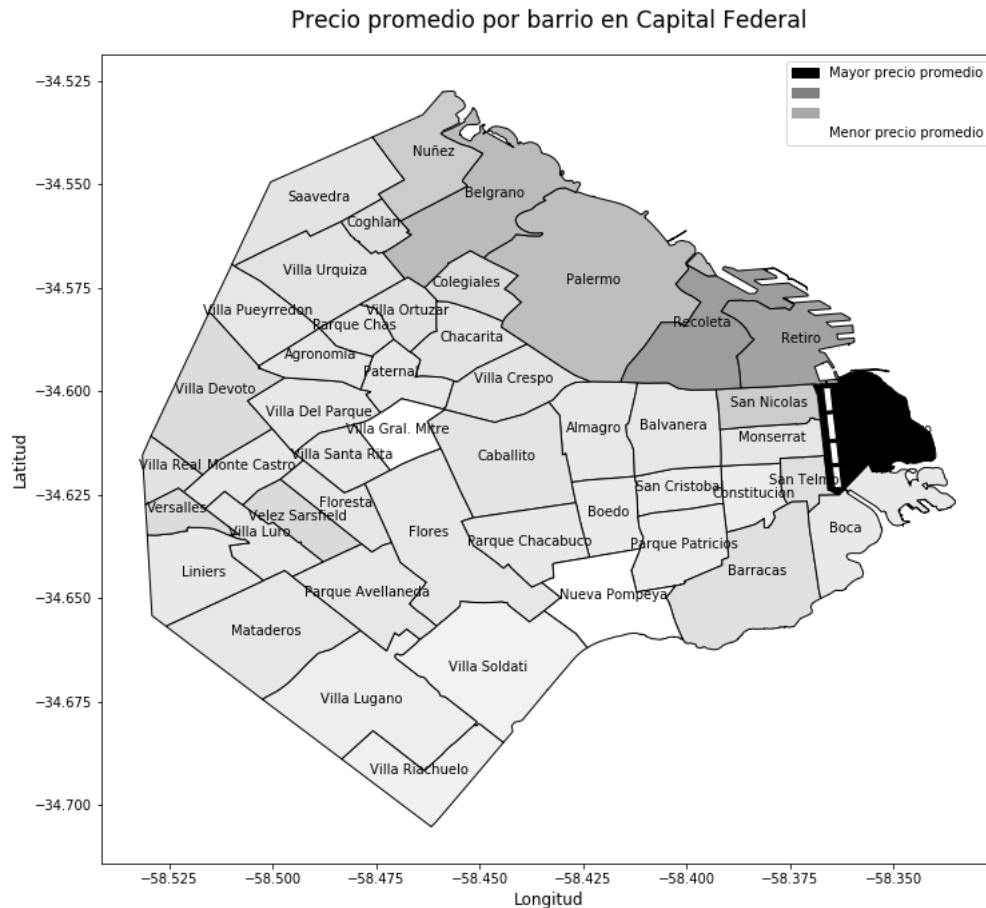 Precio promedio por barrio en Capital Federal
Mayor precio promedio
Menor precio promedio
Latitud
−34.525
−34.550
−34.575
−34.600
−34.625
−34.650
−34.675
−34.700
Nuñez
Saavedra
Belgrano
Coghlan
Villa Urquiza
Colegiales
Palermo
Villa Pueyrredon
Villa Ortuzar
Parque Chas
Chacarita
Recoleta
Retiro
Agronomia
Paternal
Villa Crespo
Villa Devoto
San Nicolas
Villa Del Parque
Villa Gral. Mitre
Almagro
Balvanera
Monserrat
Villa Santa Rita
Caballito
Villa Real
Monte Castro
San Telmo
San Cristobal
Constitucion
Versalles
Floresta
Velez Sarsfield
Boedo
Boca
Villa Luro
Flores
Parque Chacabuco
Parque Patricios
Liniers
Barracas
Parque Avellaneda
Nueva Pompeya
Mataderos
Villa Soldati
Villa Lugano
Villa Riachuelo
−58.525
−58.500
−58.475
−58.450
−58.425
−58.400
−58.375
−58.350
Longitud